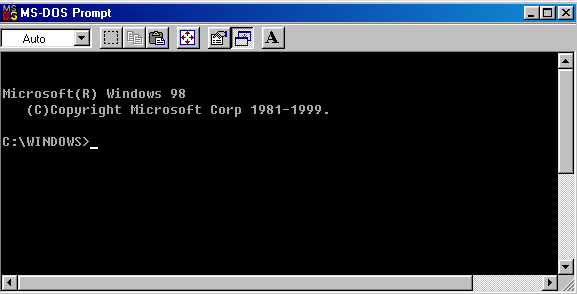 MS-DOS Prompt
Auto
A
Microsoft(R) Windows 98
(C)Copyright Microsoft Corp 1981-1999.
C:\WINDOWS>_